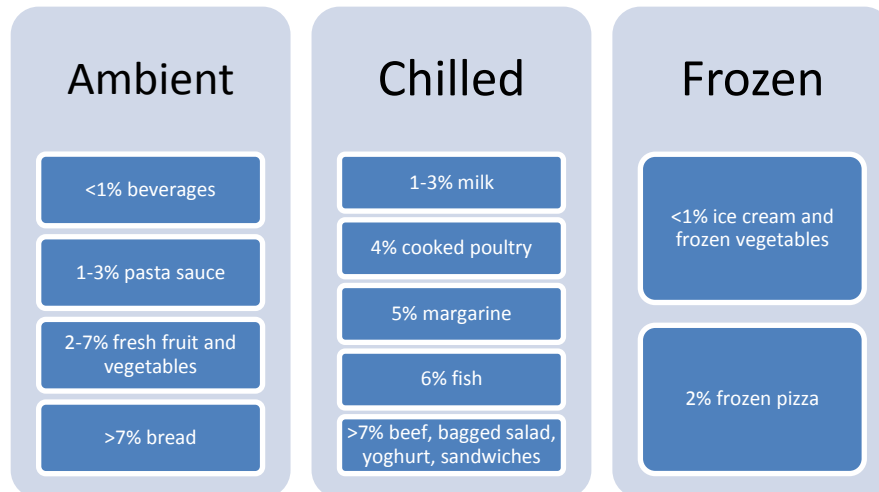 Ambient
<1% beverages
1-3% pasta sauce
2-7% fresh fruit and
vegetables
>7% bread
Chilled
1-3% milk
4% cooked poultry
5% margarine
6% fish
>7% beef, bagged salad,
yoghurt, sandwiches
Frozen
<1% ice cream and
frozen vegetables
2% frozen pizza